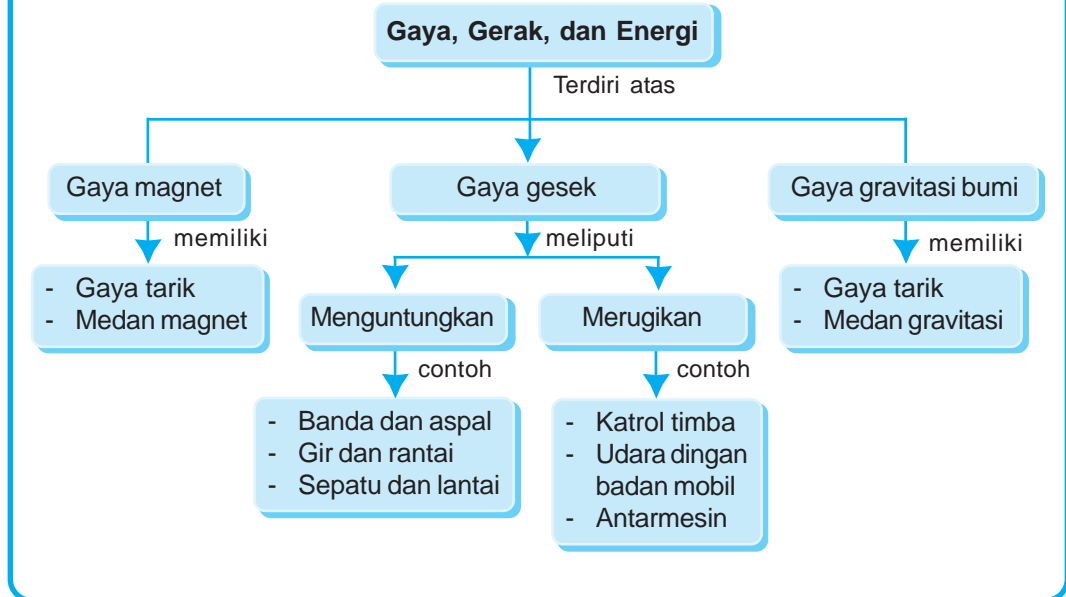 Gaya, Gerak, dan Energi
Terdiri atas
Gaya magnet
Gaya gesek
Gaya gravitasi bumi
memiliki
meliputi
memiliki
- Gaya tarik
- Medan magnet
Menguntungkan
Merugikan
- Gaya tarik
- Medan gravitasi
contoh
contoh
- Banda dan aspal
- Gir dan rantai
- Sepatu dan lantai
- Katrol timba
- Udara dingan
badan mobil
- Antarmesin